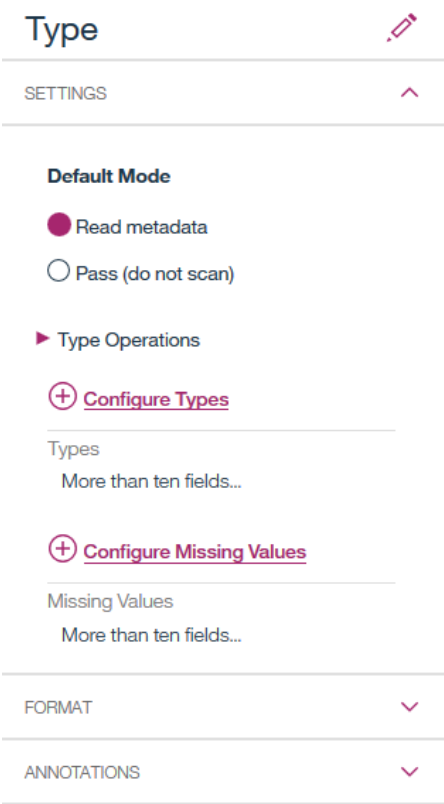 Type
SETTINGS
Default Mode
Read metadata
Pass (do not scan)
Type Operations
Configure Types
Types
More than ten fields...
Configure Missing Values
Missing Values
More than ten fields...
FORMAT
ANNOTATIONS